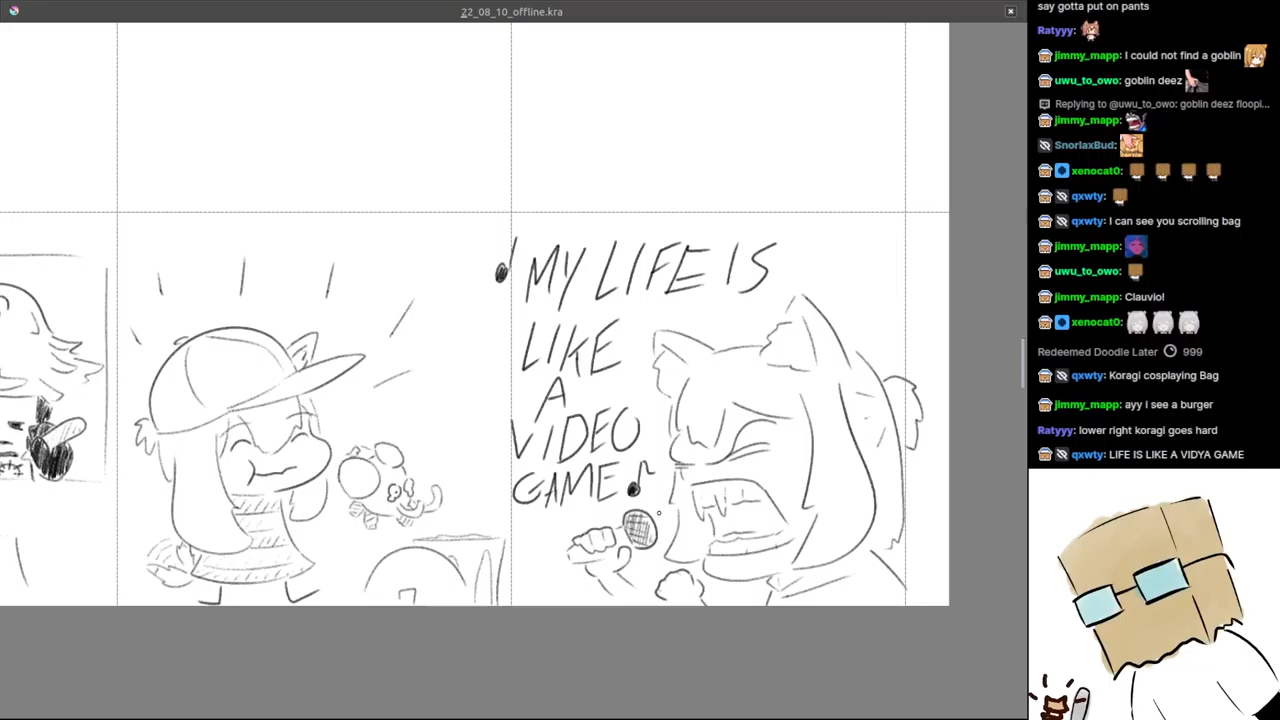 22_08_10_offline.kra
MY LIFE IS
LIKE
A
VIDEO
GAME
say gotta put on pants
Ratyyy:
jimmy_mapp: I could not find a goblin
uwu_to_owo: goblin deez
Replying to @uwu_to_owo: goblin deez floopi...
jimmy_mapp:
SnorlaxBud:
xenocat0:
qxwty:
qxwty: I can see you scrolling bag
jimmy_mapp:
uwu_to_owo:
jimmy_mapp: Clauvio!
xenocat0:
Redeemed Doodle Later 999
qxwty: Koragi cosplaying Bag
jimmy_mapp: ayy i see a burger
Ratyyy: lower right koragi goes hard
qxwty: LIFE IS LIKE A VIDYA GAME